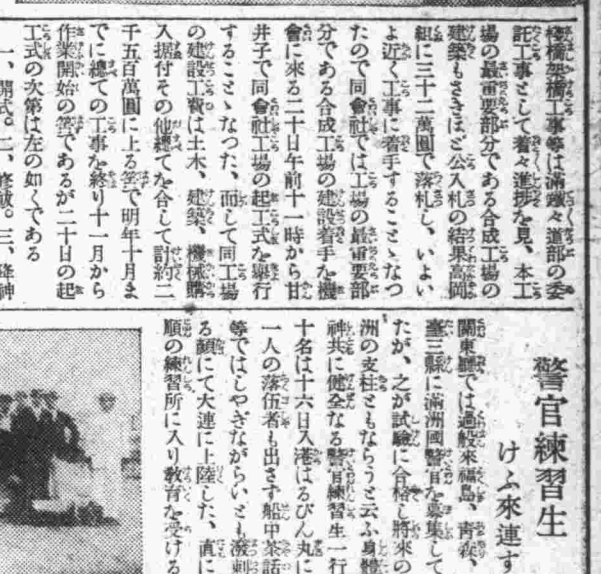 棧橋架橋工事等は滿鐵々道部の委
託工事として着々進捗を見、本工
場の最重要部分である合成工場の
建築もさきほど公入札の結果高岡
組に三十二萬圓で落札し、いよい
よ近く工事に着手することゝなつ
たので同會社では工場の最重要部
分である合成工場の建設着手を機
會に來る二十日午前十一時から甘
井子で同會社工場の起工式を擧行
することゝなつた、而して同工場
の建設工費は土木、建築、機械購
入据付その他總てを合して計約二
千五百萬圓に上る筈で明年十月ま
でに總ての工事を終り十一月から
作業開始の筈であるが二十日の起
工式の次第は左の如くである
一、開式。二、修祓。三、降神
警官練習生
けふ來連す
關東廳では過般來福島、青森、
臺三縣に滿洲國警官を募集して
たが、之が試驗に合格し將來の
洲の支柱ともならうと云ふ身體
神共に健全なる警官練習生一行
十名は十六日入港はるびん丸に
一人の落伍者も出さず船中茶話
等ではしやぎながらいとも潑剌
る顔にて大連に上陸した、直に
順の練習所に入り教育を受ける